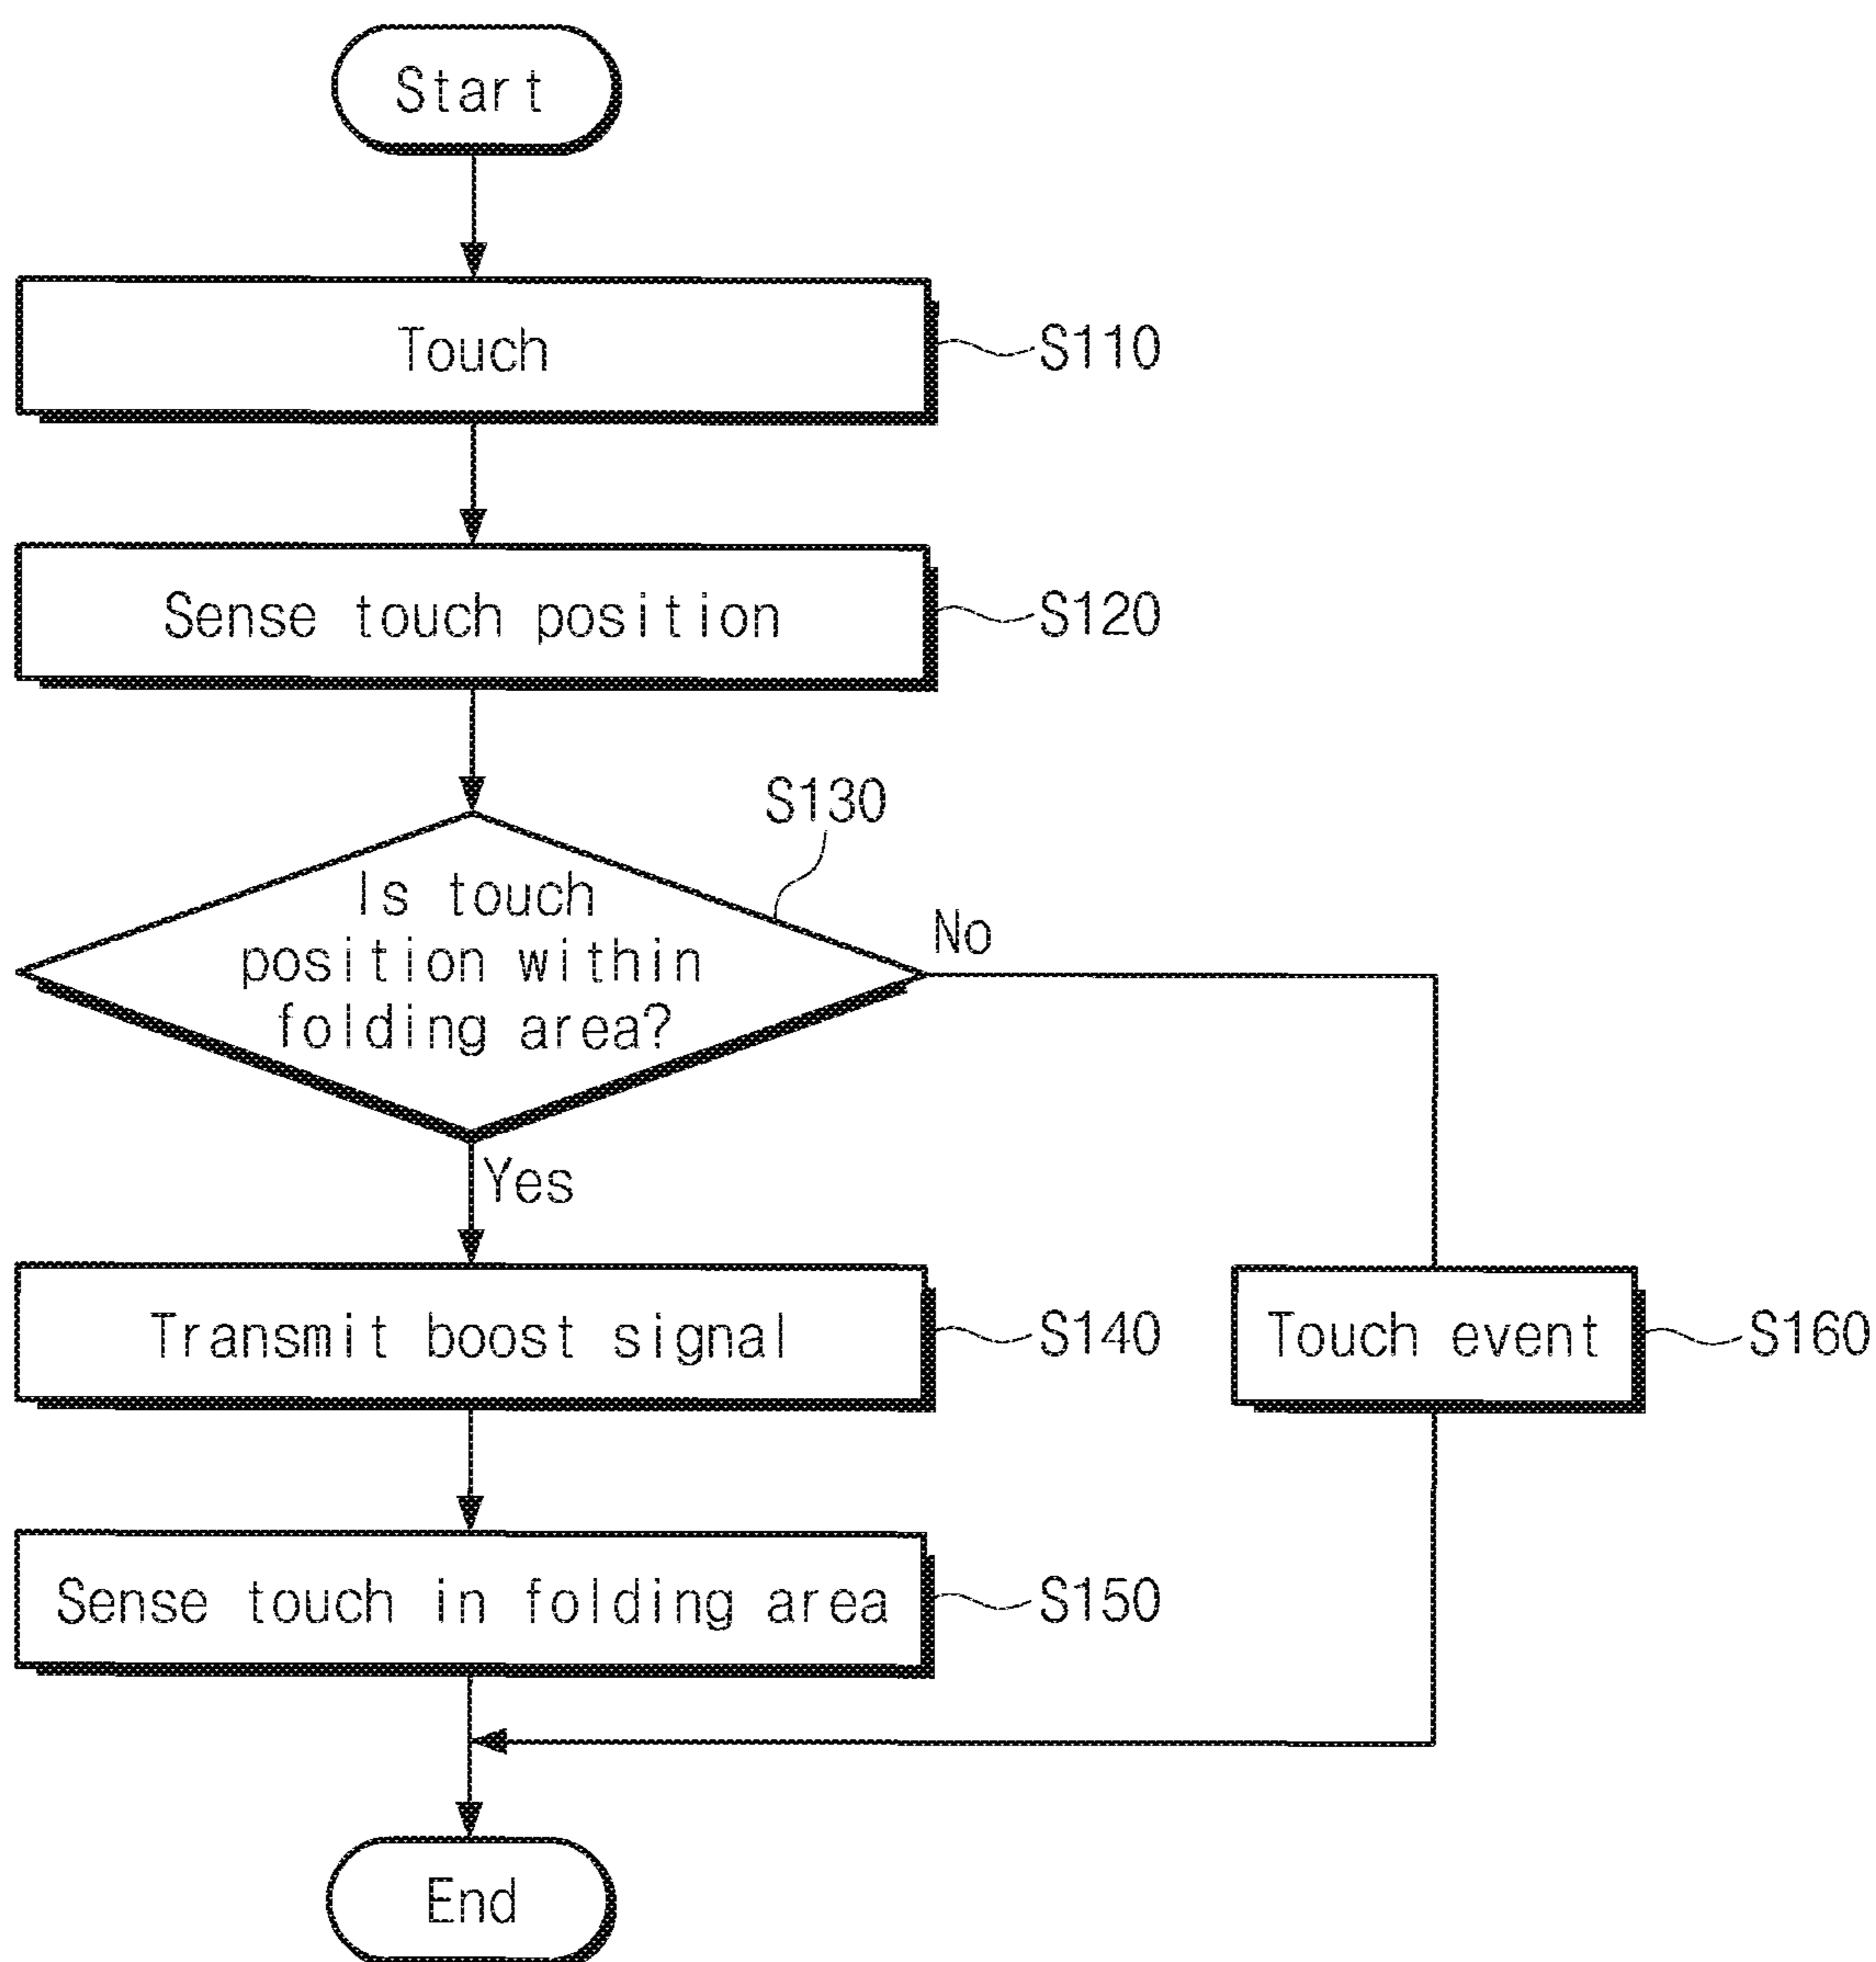 Start
Touch
S110
Sense touch position
S120
S130
Is touch
position within
folding area?
No
Yes
Transmit boost signal
S140
Touch event
S160
Sense touch in folding area
S150
End